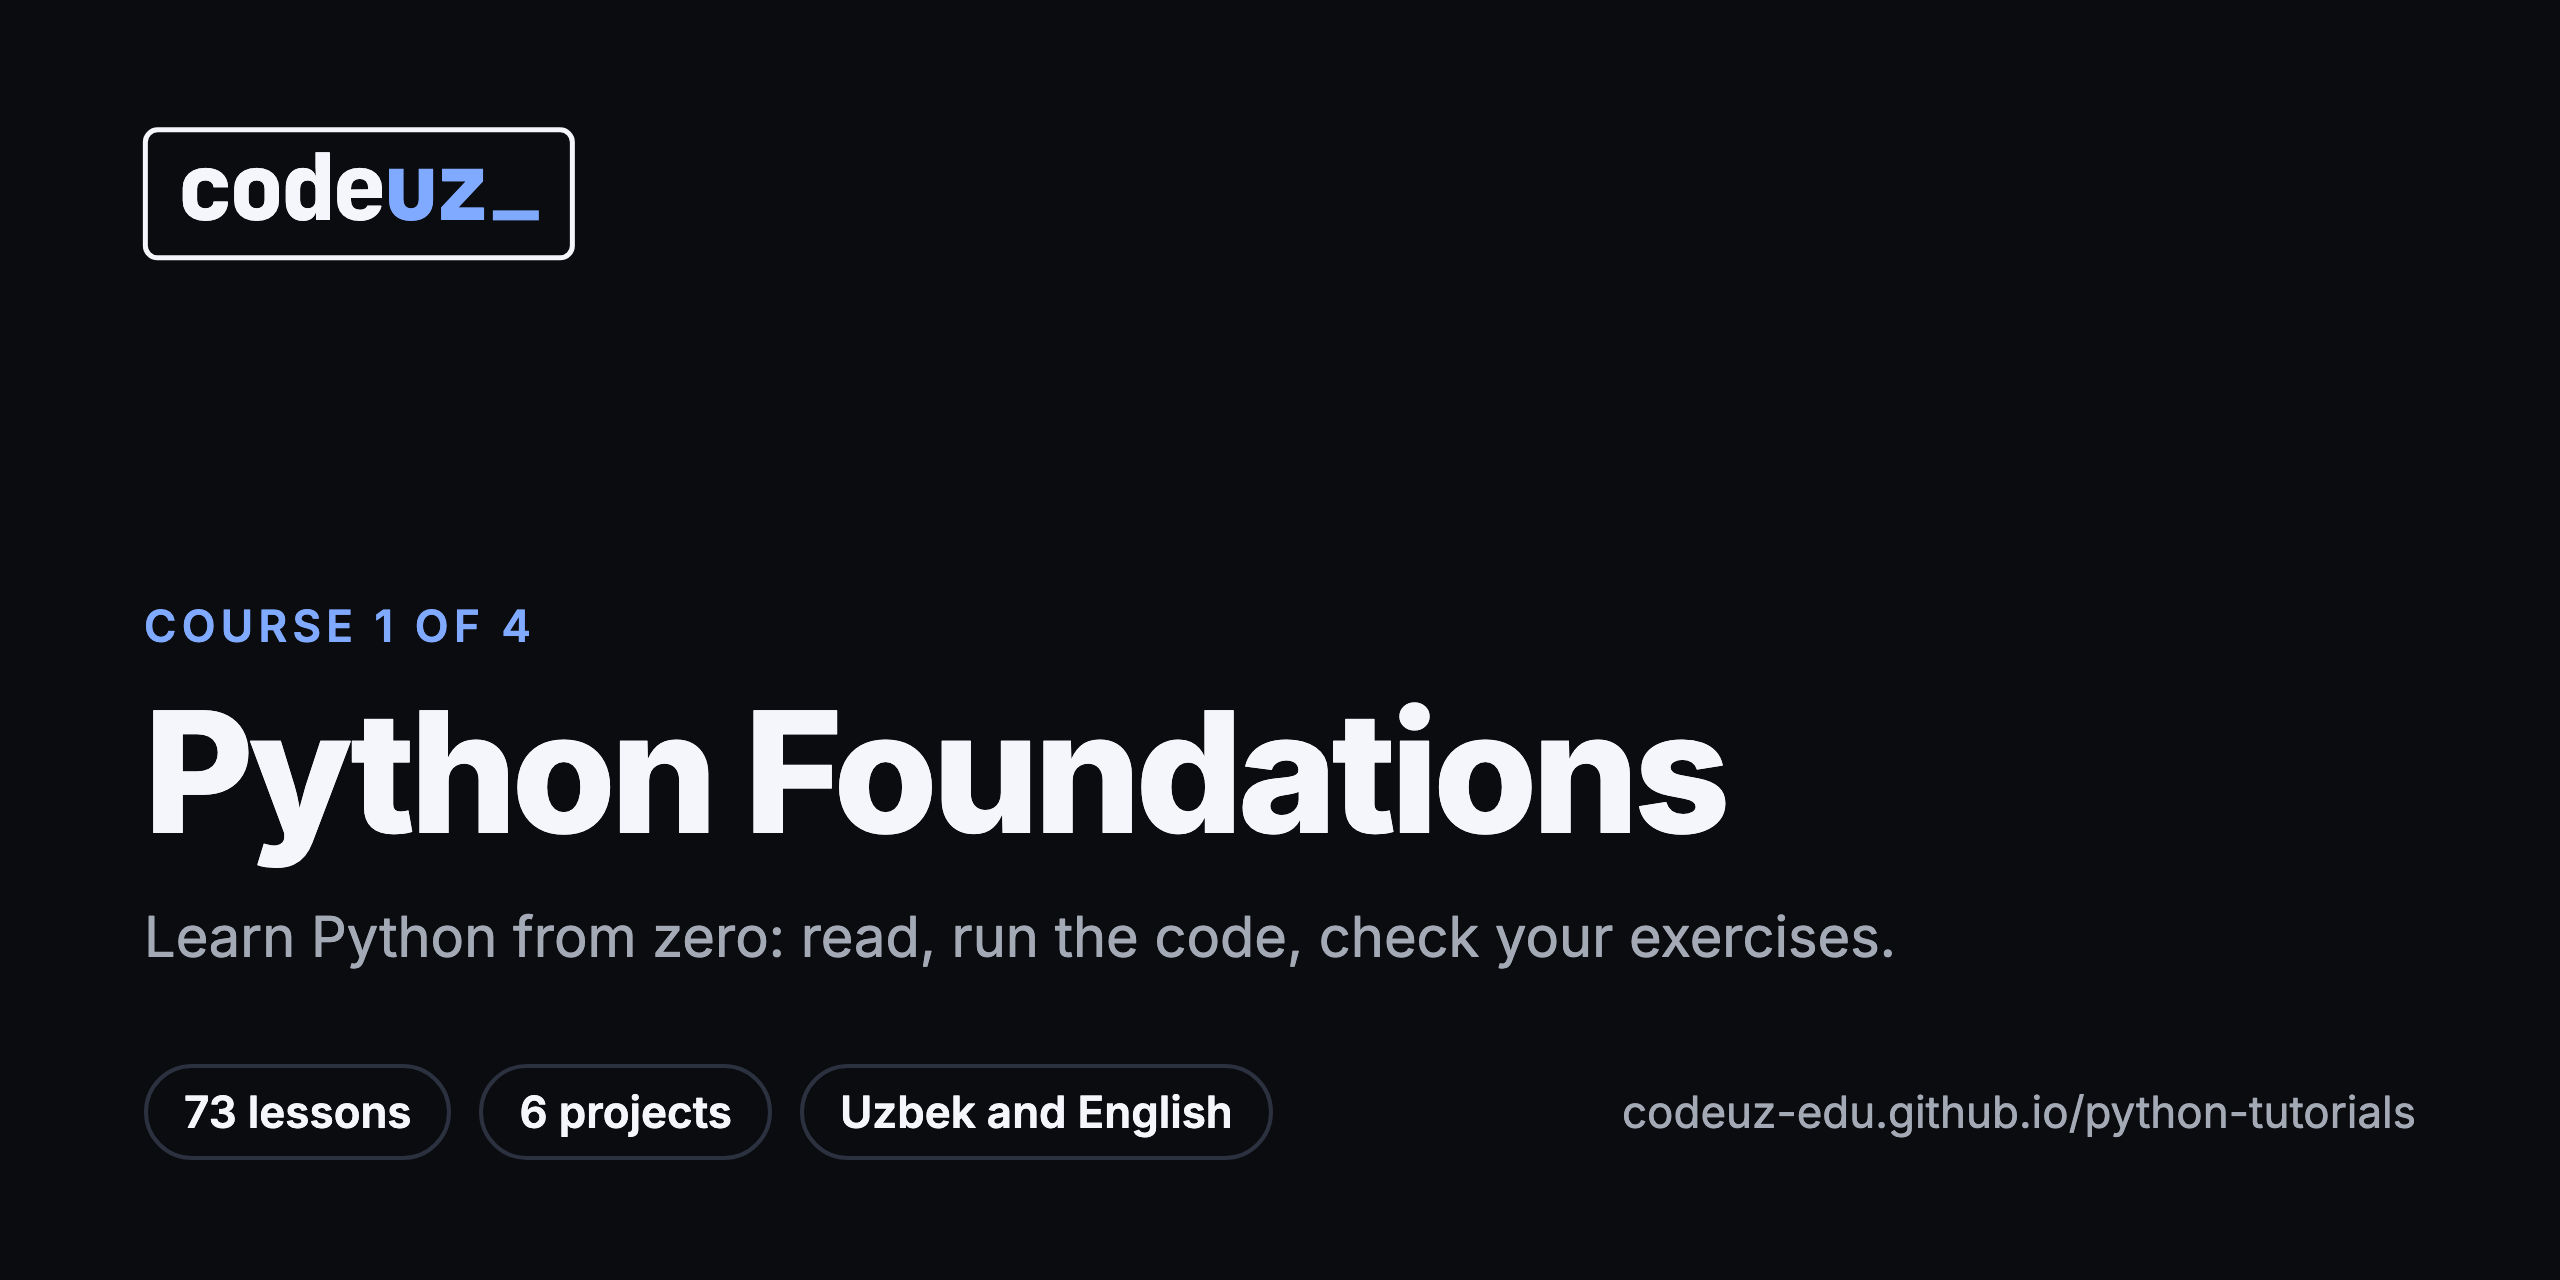 codeuz_
COURSE 1 OF 4
Python Foundations
Learn Python from zero: read, run the code, check your exercises.
73 lessons
6 projects
Uzbek and English
codeuz-edu.github.io/python-tutorials